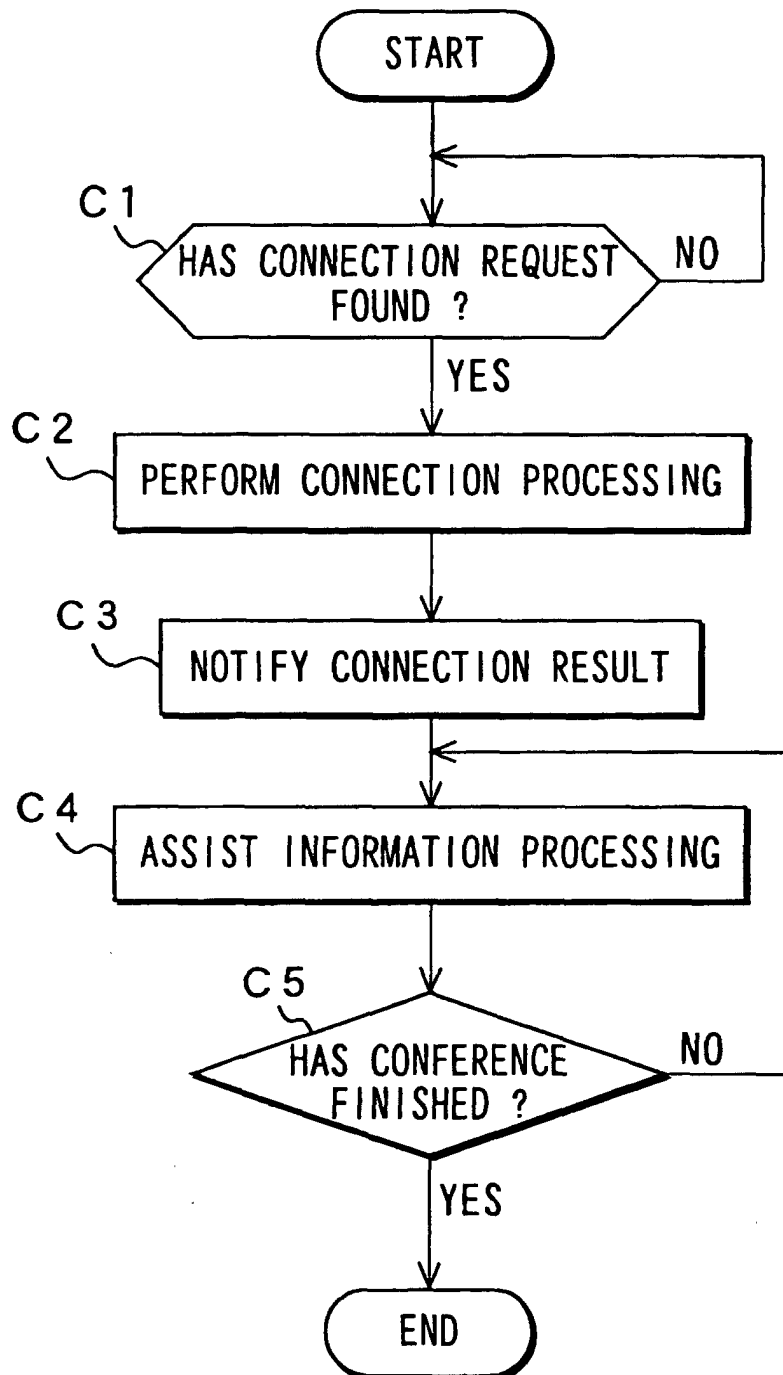 START
C1
HAS CONNECTION REQUEST
FOUND ?
NO
YES
C2
PERFORM CONNECTION PROCESSING
C3
NOTIFY CONNECTION RESULT
C4
ASSIST INFORMATION PROCESSING
C5
HAS CONFERENCE
FINISHED ?
NO
YES
END